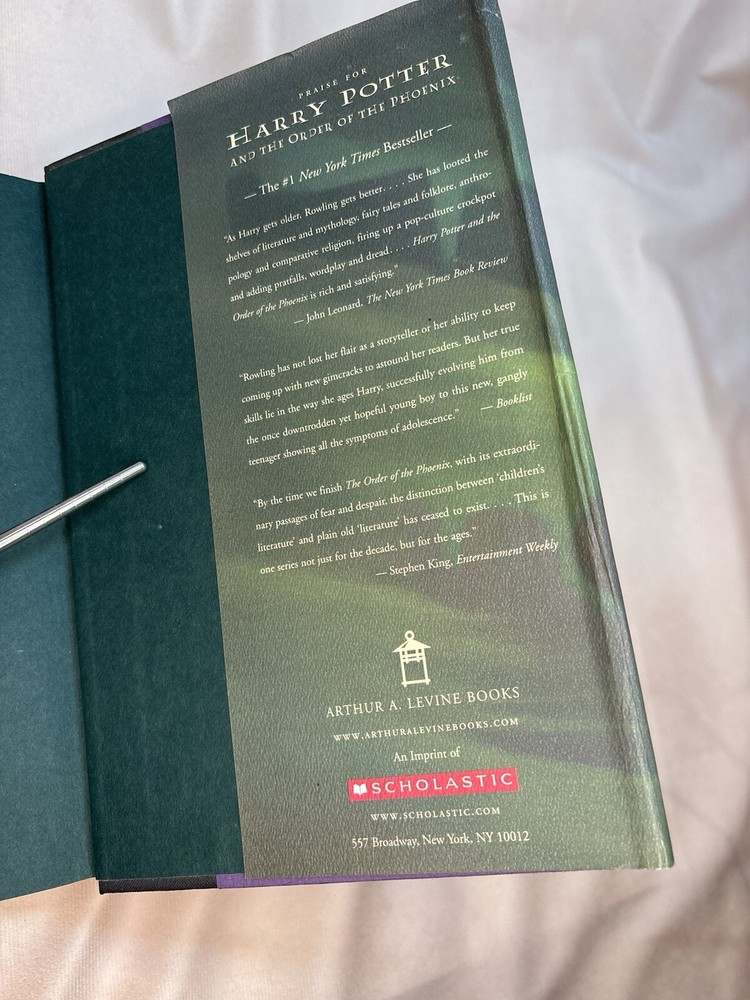 PRAISE FOR
HARRY POTTER
AND THE ORDER OF THE PHOENIX
— The #1 New York Times Bestseller —
“As Harry gets older, Rowling gets better. . . . She has looted the
shelves of literature and mythology, fairy tales and folklore, anthro-
pology and comparative religion, firing up a pop-culture crockpot
and adding pratfalls, wordplay and dread. . . . Harry Potter and the
Order of the Phoenix is rich and satisfying.”
— John Leonard, The New York Times Book Review
“Rowling has not lost her flair as a storyteller or her ability to keep
coming up with new gimcracks to astound her readers. But her true
skills lie in the way she ages Harry, successfully evolving him from
the once downtrodden yet hopeful young boy to this new, gangly
teenager showing all the symptoms of adolescence.” — Booklist
“By the time we finish The Order of the Phoenix, with its extraordi-
nary passages of fear and despair, the distinction between ‘children’s
literature’ and plain old ‘literature’ has ceased to exist. . . . This is
one series not just for the decade, but for the ages.”
— Stephen King, Entertainment Weekly
ARTHUR A. LEVINE BOOKS
WWW.ARTHURALEVINEBOOKS.COM
An Imprint of
SCHOLASTIC
WWW.SCHOLASTIC.COM
557 Broadway, New York, NY 10012